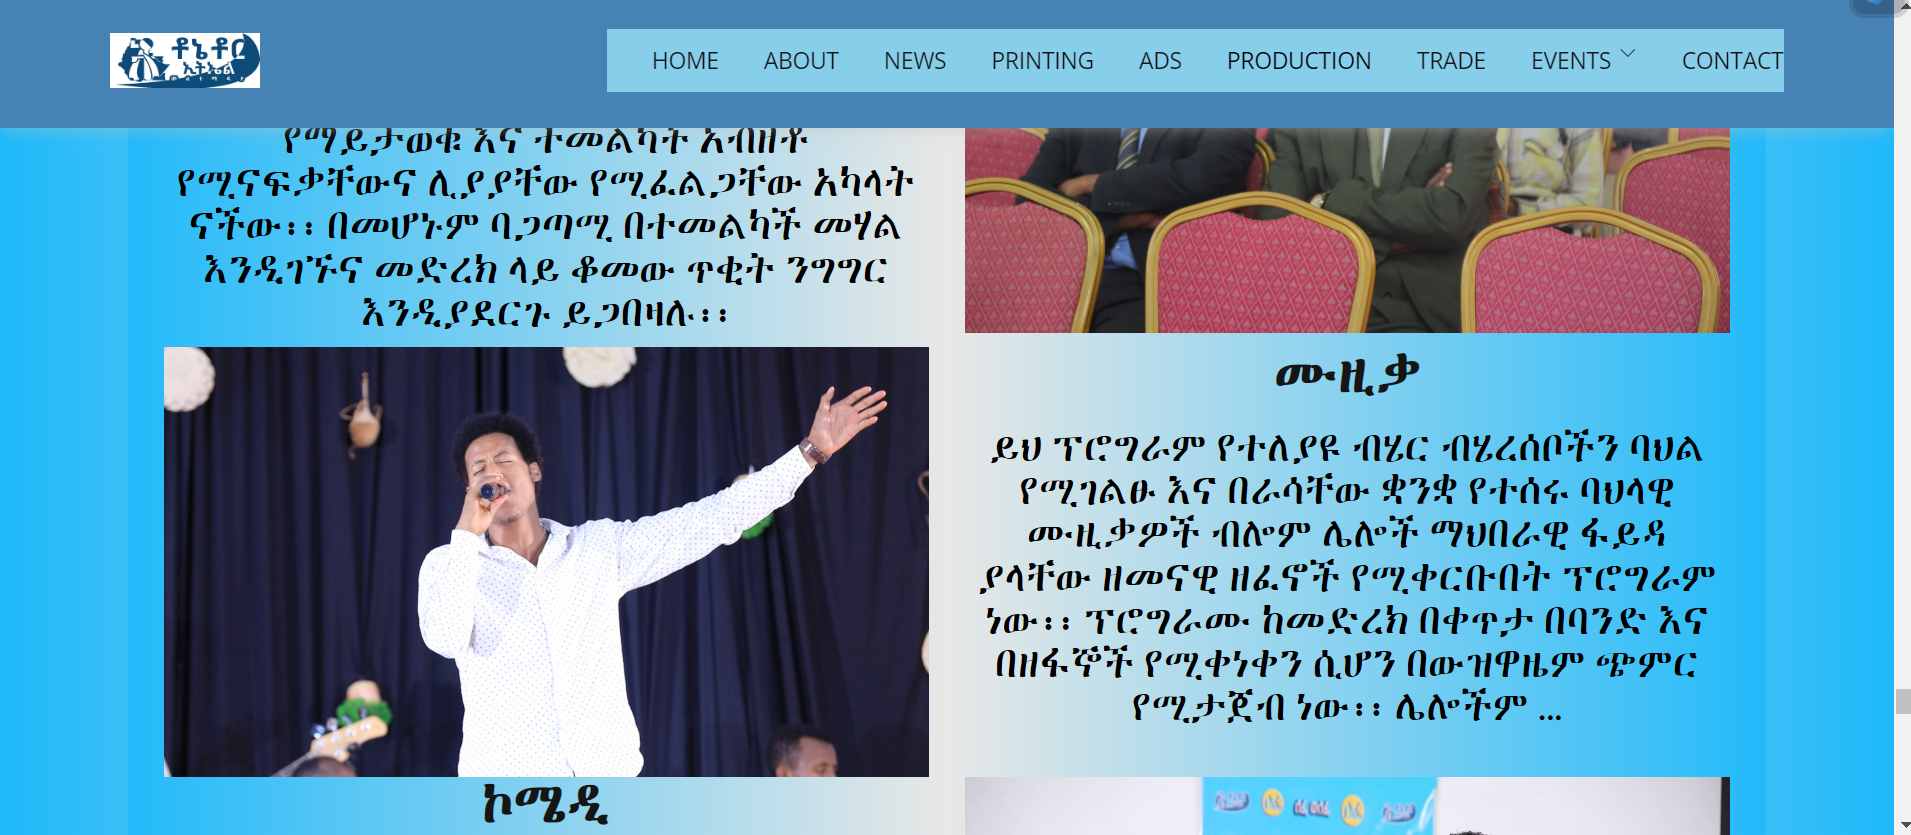 ቶኔቶር
ኢትኤል
HOME ABOUT NEWS PRINTING ADS PRODUCTION TRADE EVENTS CONTACT
የማይታወቁ እና ተመልካች አብዝቶ
የሚናፍቃቸውና ሊያያቸው የሚፈልጋቸው አካላት
ናችው፡፡ በመሆኑም ባጋጣሚ በተመልካች መሃል
እንዲገኙና መድረክ ላይ ቆመው ጥቂት ንግግር
እንዲያደርጉ ይጋበዛሉ፡፡
ሙዚቃ
ይህ ፕሮግራም የተለያዩ ብሄር ብሄረሰቦችን ባህል
የሚገልፁ እና በራሳቸው ቋንቋ የተሰሩ ባህላዊ
ሙዚቃዎች ብሎም ሌሎች ማህበራዊ ፋይዳ
ያላቸው ዘመናዊ ዘፈኖች የሚቀርቡበት ፕሮግራም
ነው፡፡ ፕሮግራሙ ከመድረክ በቀጥታ በባንድ እና
በዘፋኞች የሚቀነቀን ሲሆን በውዝዋዜም ጭምር
የሚታጀብ ነው፡፡ ሌሎችም ...
ኮሜዲ